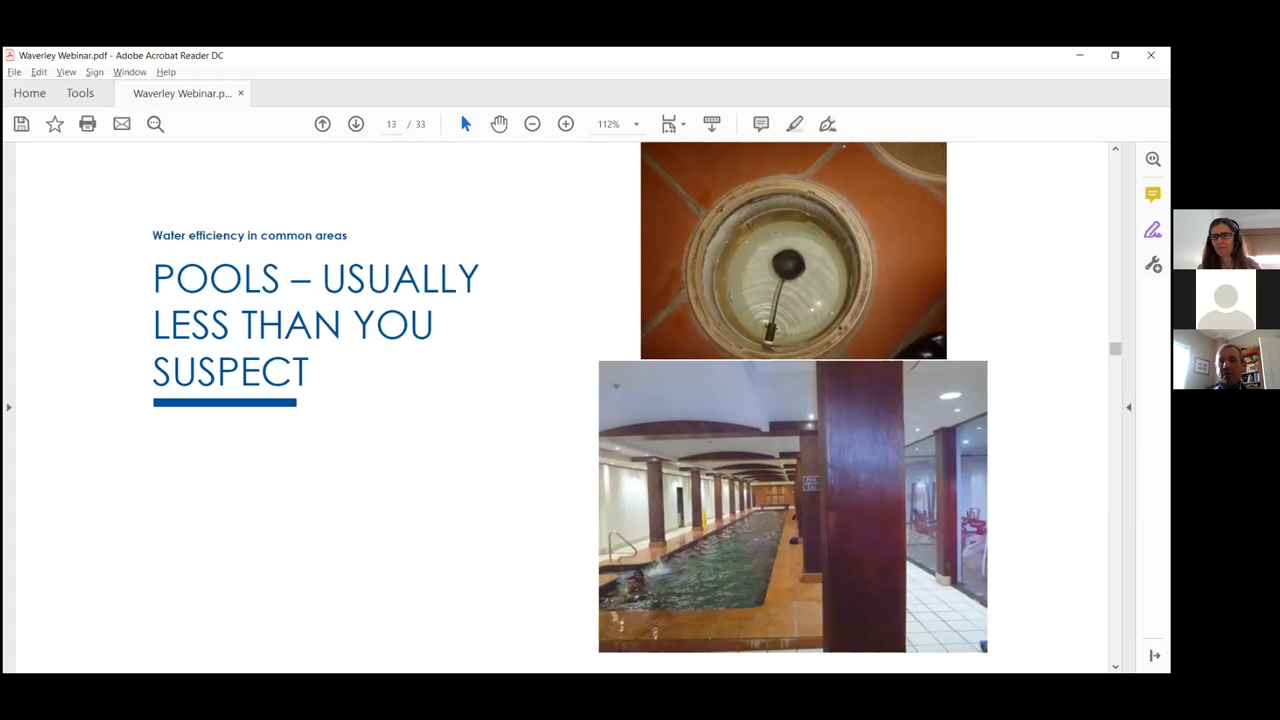 Waverley Webinar.pdf - Adobe Acrobat Reader DC
File Edit View Sign Window Help
Home Tools Waverley Webinar.p... ×
13 / 33 112%
Water efficiency in common areas
POOLS – USUALLY
LESS THAN YOU
SUSPECT